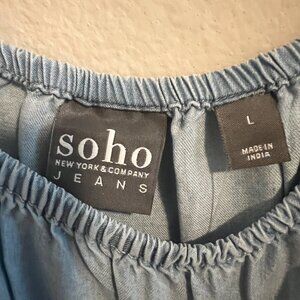 soho
NEW YORK & COMPANY
JEANS
L
MADE IN
INDIA